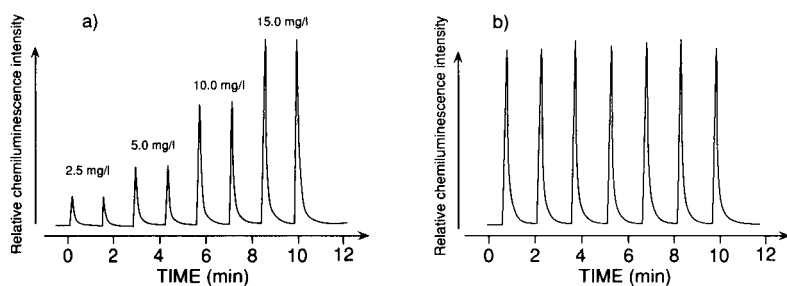 a)
15.0 mg/l
10.0 mg/l
5.0 mg/l
2.5 mg/l
Relative chemiluminescence intensity
0 2 4 6 8 10 12
TIME (min)
b)
Relative chemiluminescence intensity
0 2 4 6 8 10 12
TIME (min)